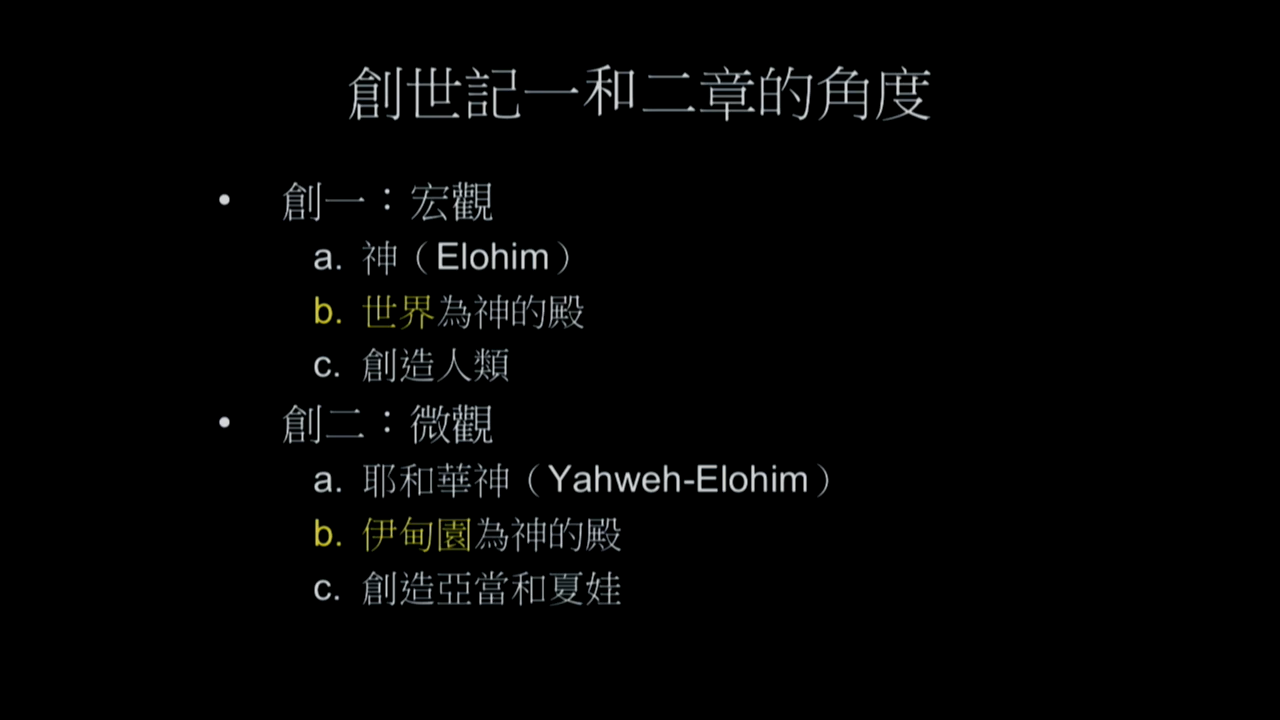 創世記一和二章的角度
• 創一：宏觀
a. 神（Elohim）
b. 世界為神的殿
c. 創造人類
• 創二：微觀
a. 耶和華神（Yahweh-Elohim）
b. 伊甸園為神的殿
c. 創造亞當和夏娃